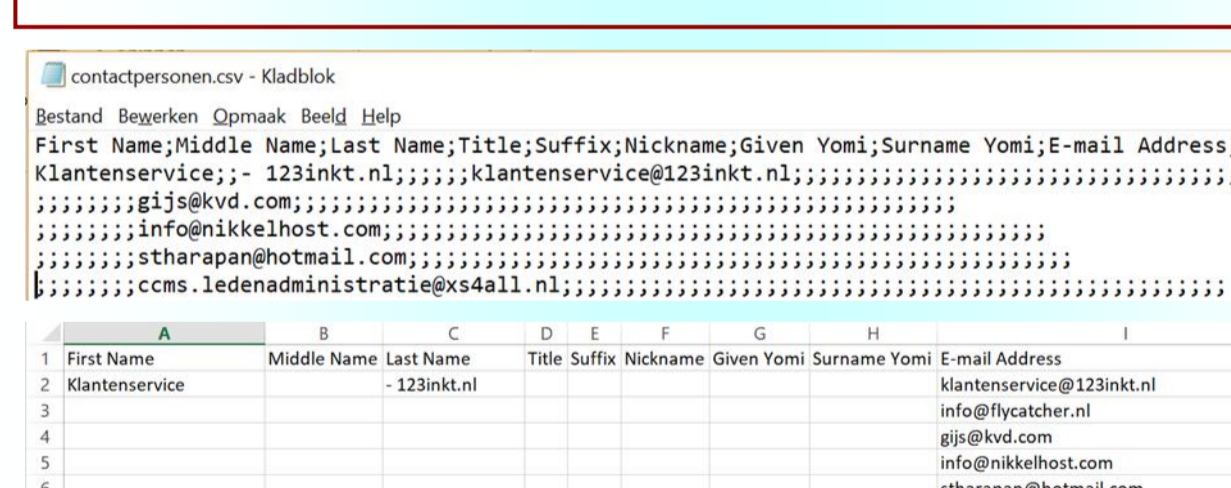 contactpersonen.csv - Kladblok
Bestand Bewerken Opmaak Beeld Help
First Name;Middle Name;Last Name;Title;Suffix;Nickname;Given Yomi;Surname Yomi;E-mail Address;
Klantenservice;;- 123inkt.nl;;;;;;klantenservice@123inkt.nl;;;;;;;;;;;;;;;;;;;;;;;;;;;;;;;;;;
;;;;;;;;gijs@kvd.com;;;;;;;;;;;;;;;;;;;;;;;;;;;;;;;;;;;;;;;;;;;;;;;;;;;;
;;;;;;;;info@nikkelhost.com;;;;;;;;;;;;;;;;;;;;;;;;;;;;;;;;;;;;;;;;;;;;;;;;;;;;
;;;;;;;;stharapan@hotmail.com;;;;;;;;;;;;;;;;;;;;;;;;;;;;;;;;;;;;;;;;;;;;;;;;;;;;
;;;;;;;;ccms.ledenadministratie@xs4all.nl;;;;;;;;;;;;;;;;;;;;;;;;;;;;;;;;;;;;;;;;;;;;;;;;;;;;
A B C D E F G H I
1 First Name Middle Name Last Name Title Suffix Nickname Given Yomi Surname Yomi E-mail Address
2 Klantenservice - 123inkt.nl klantenservice@123inkt.nl
3 info@flycatcher.nl
4 gijs@kvd.com
5 info@nikkelhost.com
6 stharapan@hotmail.com